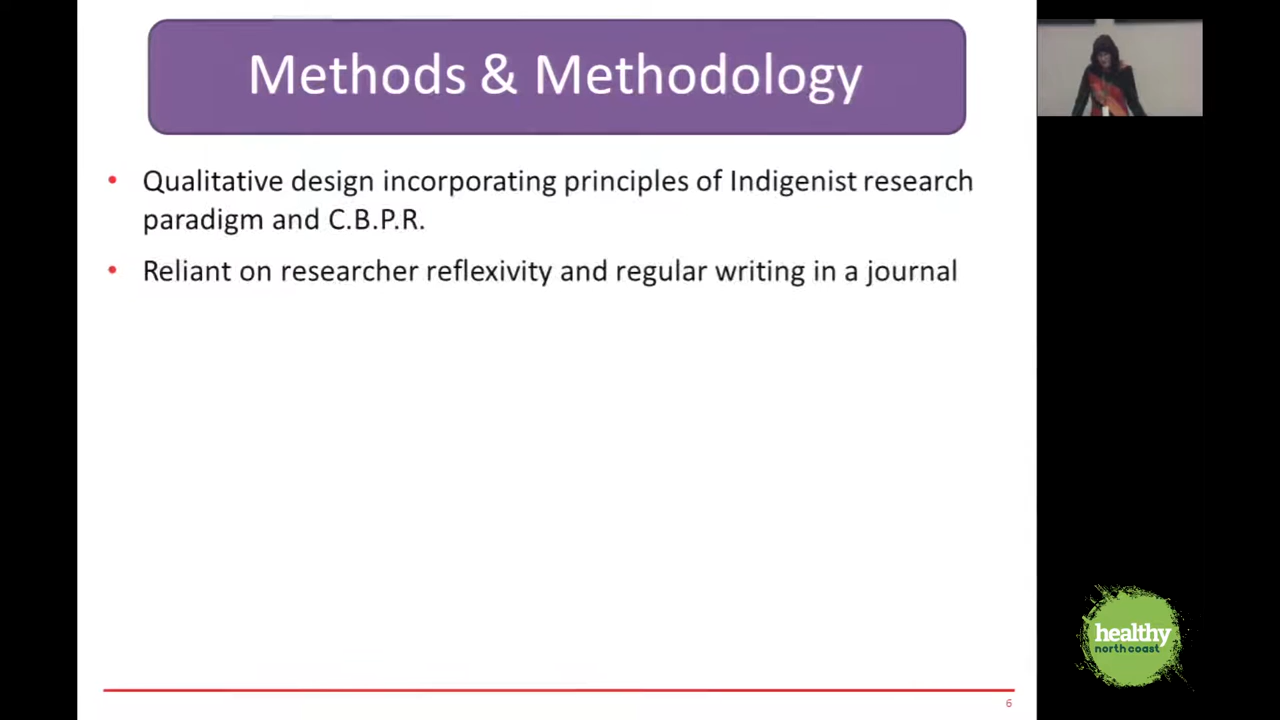 Methods & Methodology
• Qualitative design incorporating principles of Indigenist research
paradigm and C.B.P.R.
• Reliant on researcher reflexivity and regular writing in a journal
6
healthy
north coast